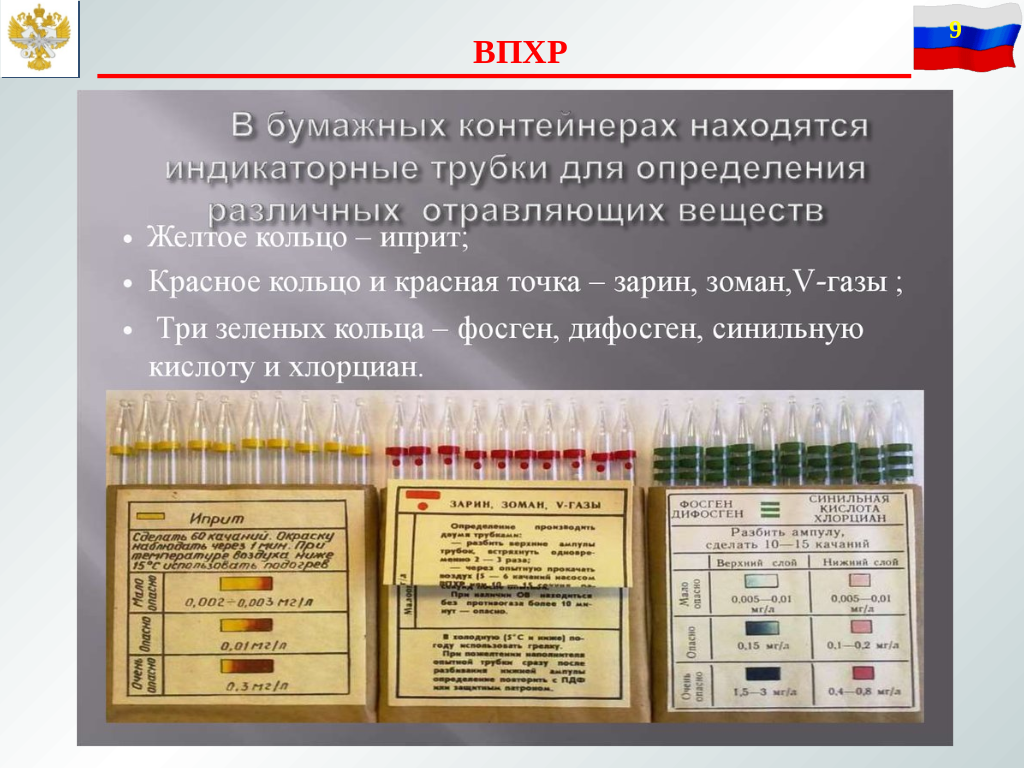 9
ВПХР
В бумажных контейнерах находятся
индикаторные трубки для определения
различных отравляющих веществ
• Желтое кольцо – иприт;
• Красное кольцо и красная точка – зарин, зоман,V-газы ;
• Три зеленых кольца – фосген, дифосген, синильную
кислоту и хлорциан.
Иприт
Сделать 60 качаний. Окраску
наблюдать через 1 мин. При
температуре воздуха ниже
15°С использовать подогрев
Мало опасно
0,002÷0,003 мг/л
Опасно
0,01 мг/л
Очень опасно
0,3 мг/л
ЗАРИН, ЗОМАН, V-ГАЗЫ
Определение производить
двумя трубками:
— разбить верхние ампулы
трубок, встряхнуть одновре-
менно 2 — 3 раза;
— через опытную прокачать
воздух (5 — 6 качаний насосом
При наличии ОВ находиться
без противогаза более 10 ми-
нут — опасно.
В холодную (5°С и ниже) по-
году использовать грелку.
При пожелтении наполнителя
опытной трубки сразу после
разбивания нижней ампулы
определение повторить с ПДФ
или защитным патроном.
ФОСГЕН
ДИФОСГЕН
СИНИЛЬНАЯ
КИСЛОТА
ХЛОРЦИАН
Разбить ампулу,
сделать 10—15 качаний
Верхний слой Нижний слой
Мало опасно
0,005—0,01 мг/л 0,005—0,01 мг/л
Опасно
0,15 мг/л 0,1—0,2 мг/л
Очень опасно
1,5—3 мг/л 0,4—0,8 мг/л